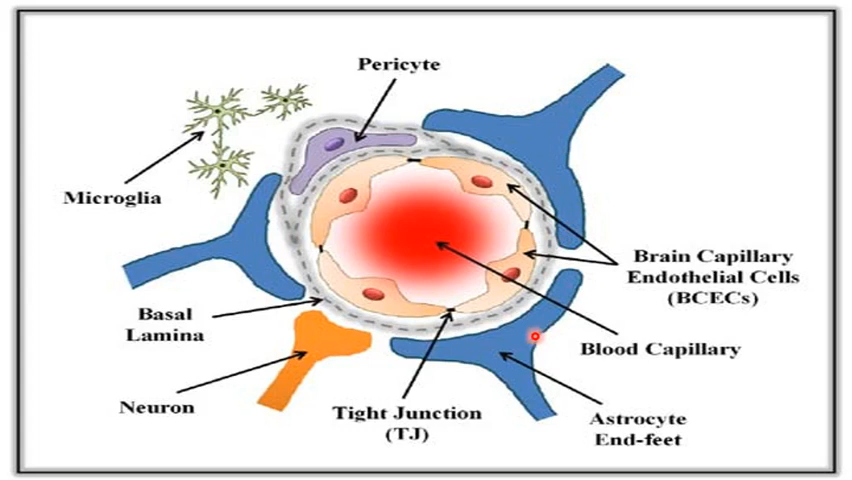 Pericyte
Microglia
Brain Capillary
Endothelial Cells
(BCECs)
Basal
Lamina
Blood Capillary
Neuron
Tight Junction
(TJ)
Astrocyte
End-feet